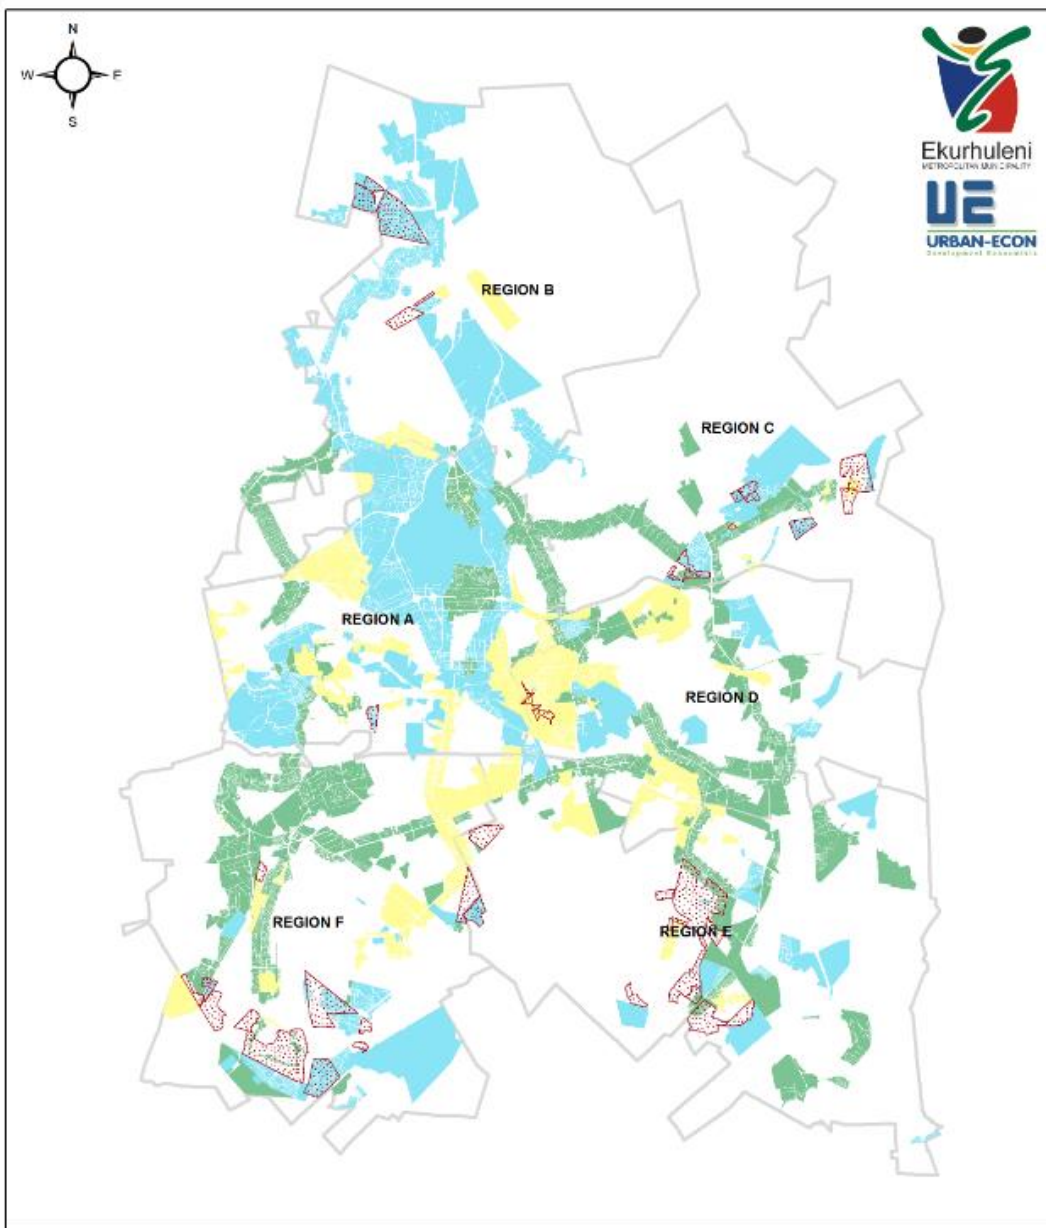 N
W E
S
Ekurhuleni
METROPOLITAN MUNICIPALITY
UE
URBAN-ECON
Development Economists
REGION B
REGION C
REGION A
REGION D
REGION F
REGION E